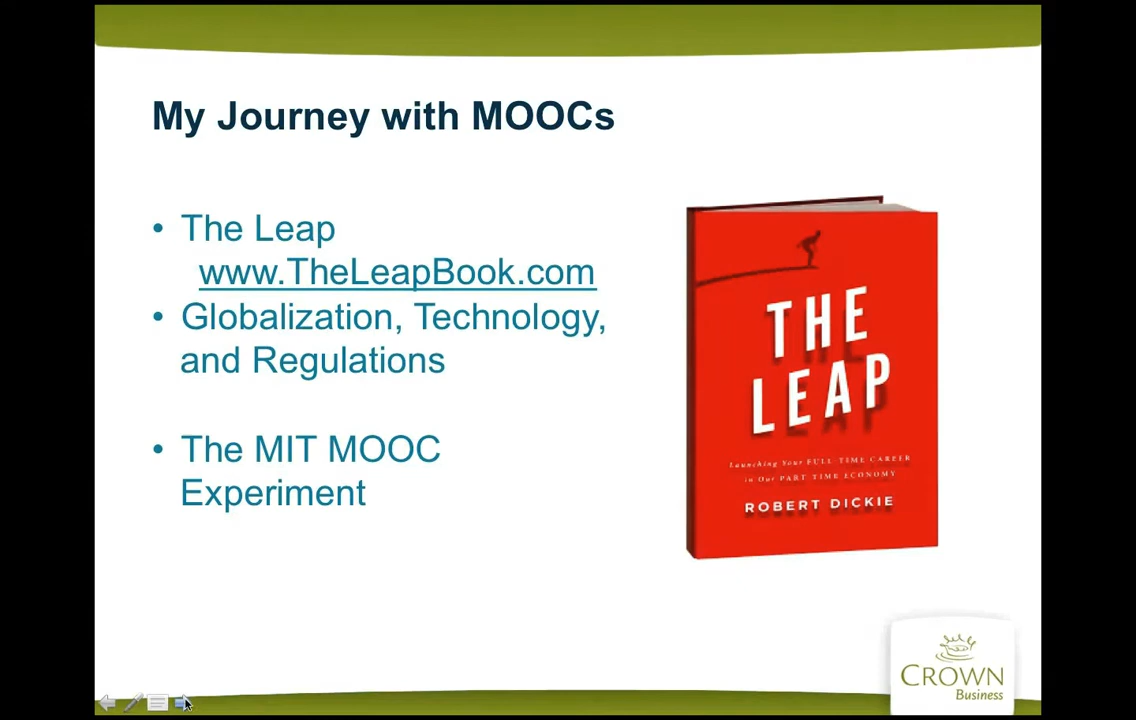 My Journey with MOOCs
• The Leap
www.TheLeapBook.com
• Globalization, Technology,
and Regulations
• The MIT MOOC
Experiment
THE
LEAP
Launching Your FULL-TIME CAREER
in Our PART TIME ECONOMY
ROBERT DICKIE
CROWN
Business